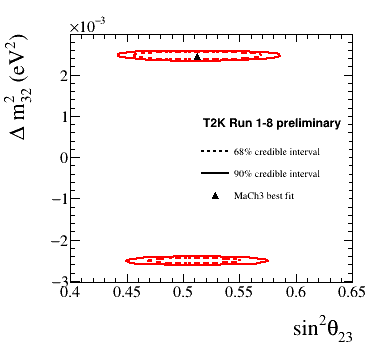 ×10⁻³
Δ m²₃₂ (eV²)
2
1
0
−1
−2
−3
T2K Run 1-8 preliminary
68% credible interval
90% credible interval
MaCh3 best fit
0.4 0.45 0.5 0.55 0.6 0.65
sin²θ₂₃